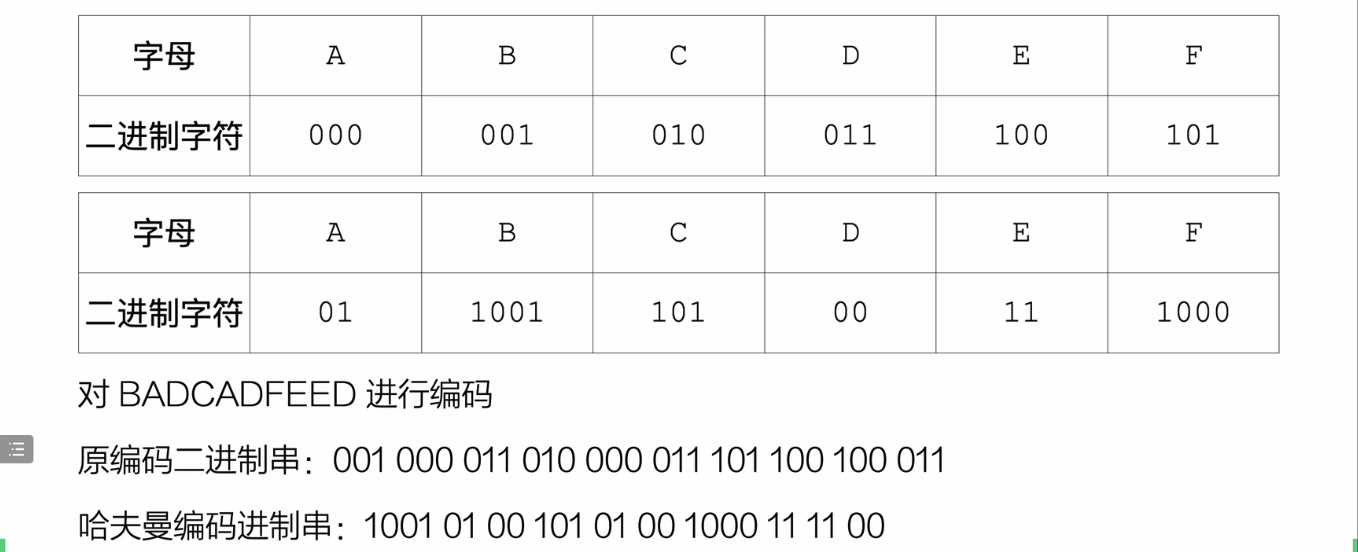 字母 A B C D E F
二进制字符 000 001 010 011 100 101
字母 A B C D E F
二进制字符 01 1001 101 00 11 1000
对 BADCADFEED 进行编码
原编码二进制串：001 000 011 010 000 011 101 100 100 011
哈夫曼编码进制串：1001 01 00 101 01 00 1000 11 11 00